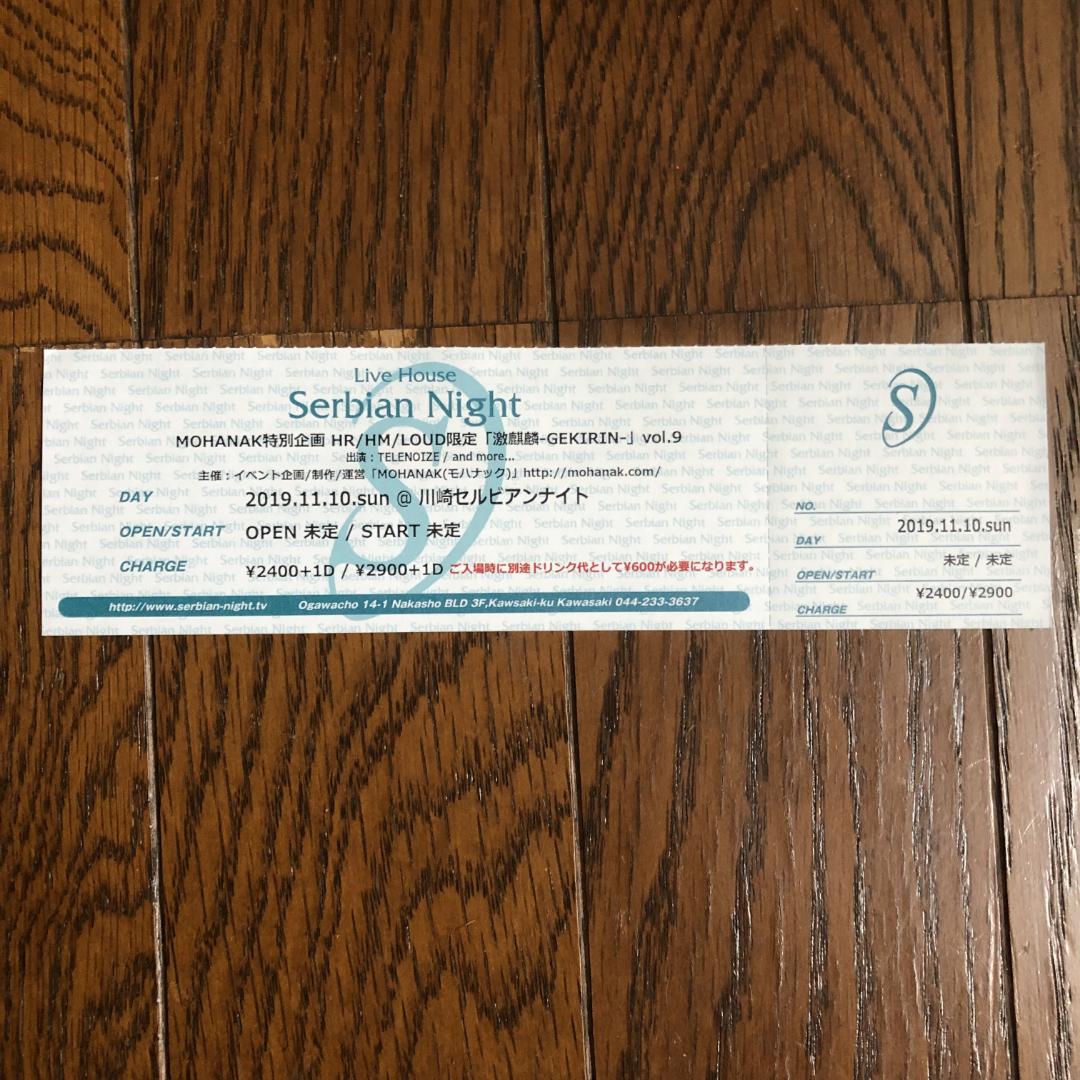 Live House
Serbian Night
MOHANAK特別企画 HR/HM/LOUD限定「激麒麟-GEKIRIN-」vol.9
出演：TELENOIZE / and more...
主催：イベント企画/制作/運営「MOHANAK(モハナック)」http://mohanak.com/
DAY 2019.11.10.sun @ 川崎セルビアンナイト
OPEN/START OPEN 未定 / START 未定
CHARGE ¥2400+1D / ¥2900+1D ご入場時に別途ドリンク代として¥600が必要になります。
http://www.serbian-night.tv Ogawacho 14-1 Nakasho BLD 3F,Kawsaki-ku Kawasaki 044-233-3637
S
NO.
2019.11.10.sun
DAY
未定 / 未定
OPEN/START
¥2400/¥2900
CHARGE